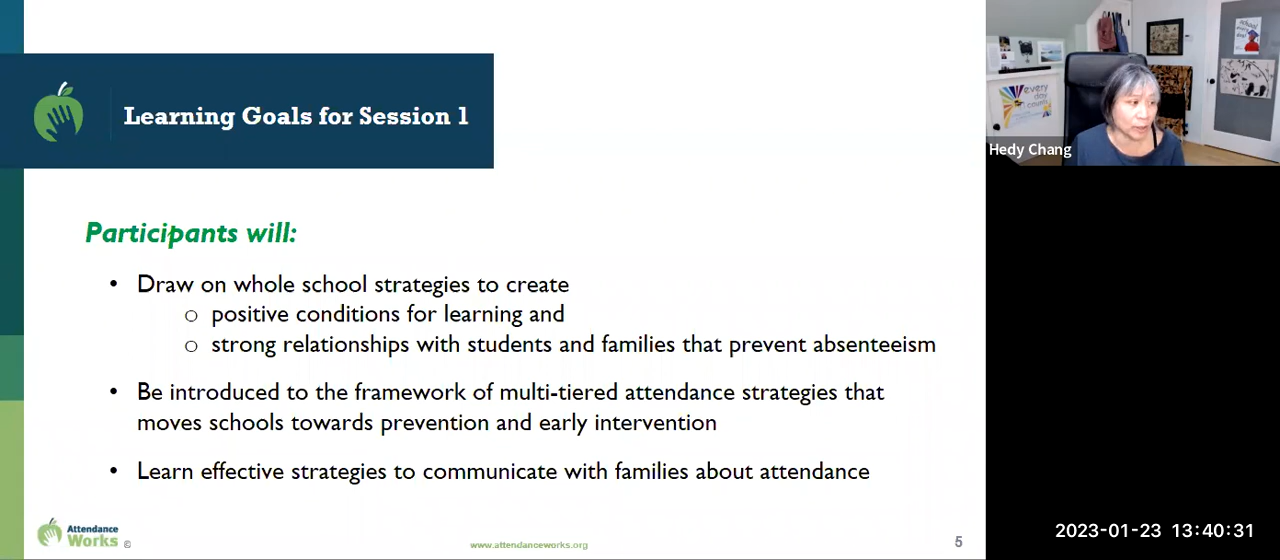 Learning Goals for Session 1
Participants will:
• Draw on whole school strategies to create
o positive conditions for learning and
o strong relationships with students and families that prevent absenteeism
• Be introduced to the framework of multi-tiered attendance strategies that
moves schools towards prevention and early intervention
• Learn effective strategies to communicate with families about attendance
Attendance
Works ©
www.attendanceworks.org
5
every
day
counts
Hedy Chang
2023-01-23 13:40:31